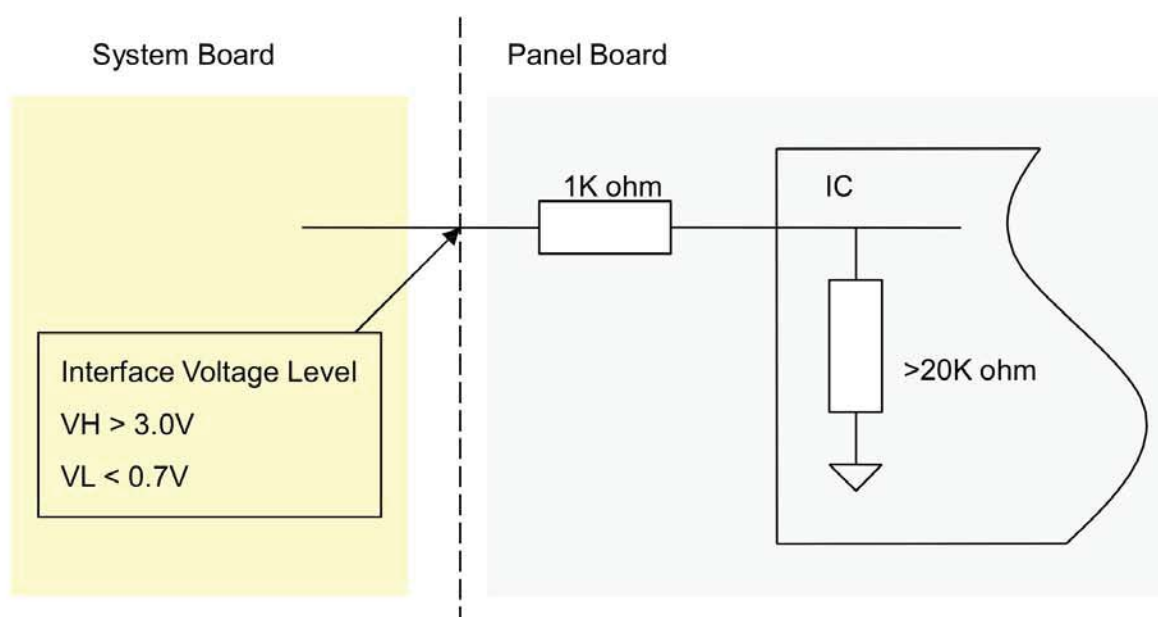 System Board
Panel Board
1K ohm
IC
Interface Voltage Level
VH > 3.0V
VL < 0.7V
>20K ohm